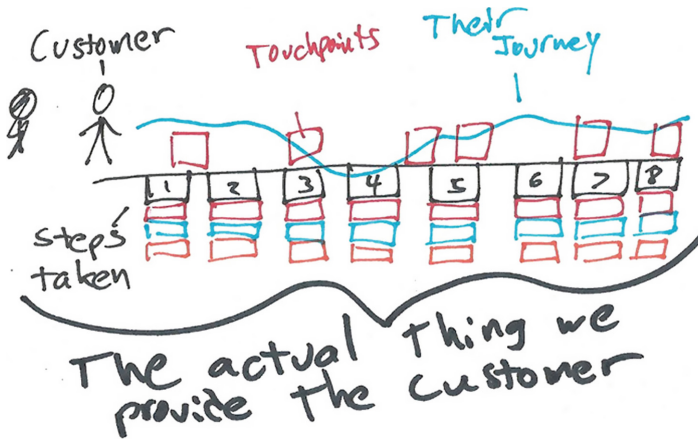 Customer
Touchpoints
Their
Journey
1 2 3 4 5 6 7 8
steps
taken
The actual Thing we
provide The Customer